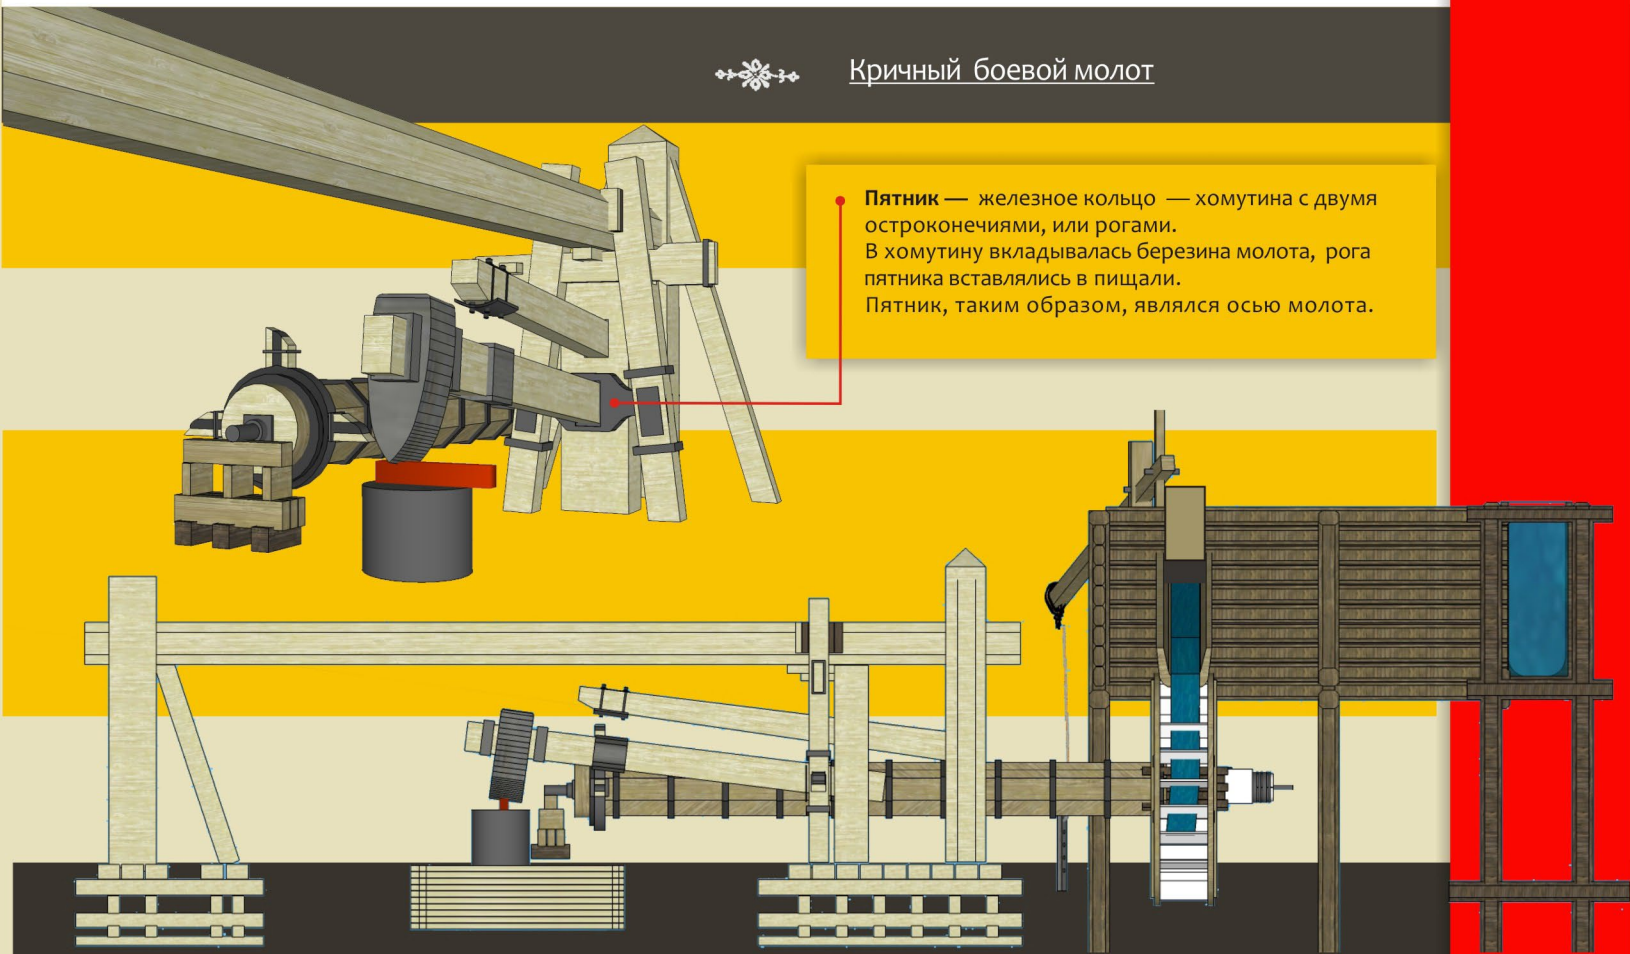 Кричный боевой молот
Пятник — железное кольцо — хомутина с двумя
остроконечиями, или рогами.
В хомутину вкладывалась березина молота, рога
пятника вставлялись в пищали.
Пятник, таким образом, являлся осью молота.